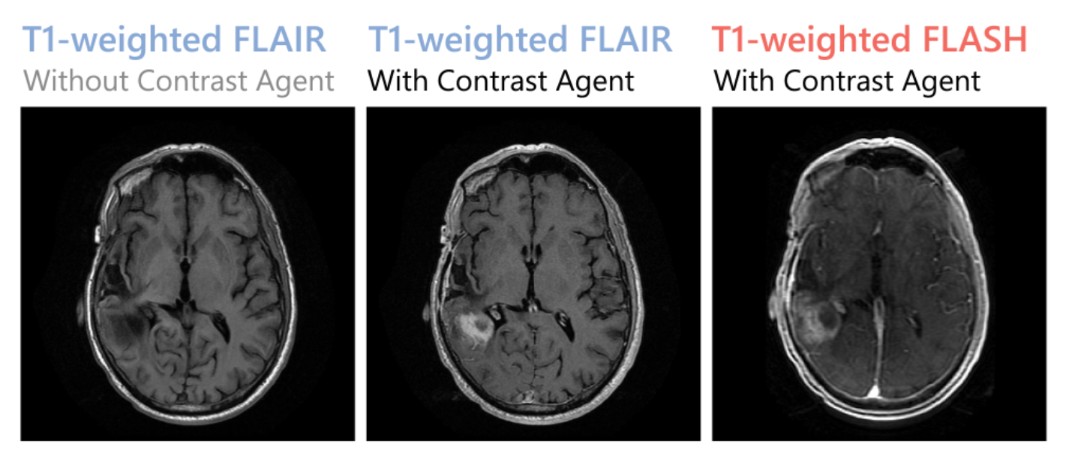 T1-weighted FLAIR
Without Contrast Agent
T1-weighted FLAIR
With Contrast Agent
T1-weighted FLASH
With Contrast Agent